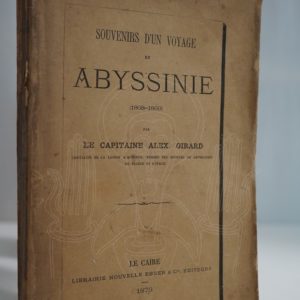 SOUVENIRS D'UN VOYAGE
EN
ABYSSINIE
(1868-1869)
PAR
LE CAPITAINE ALEX. GIRARD
LE CAIRE
LIBRAIRIE NOUVELLE EBNER & Cie, EDITEURS
1873